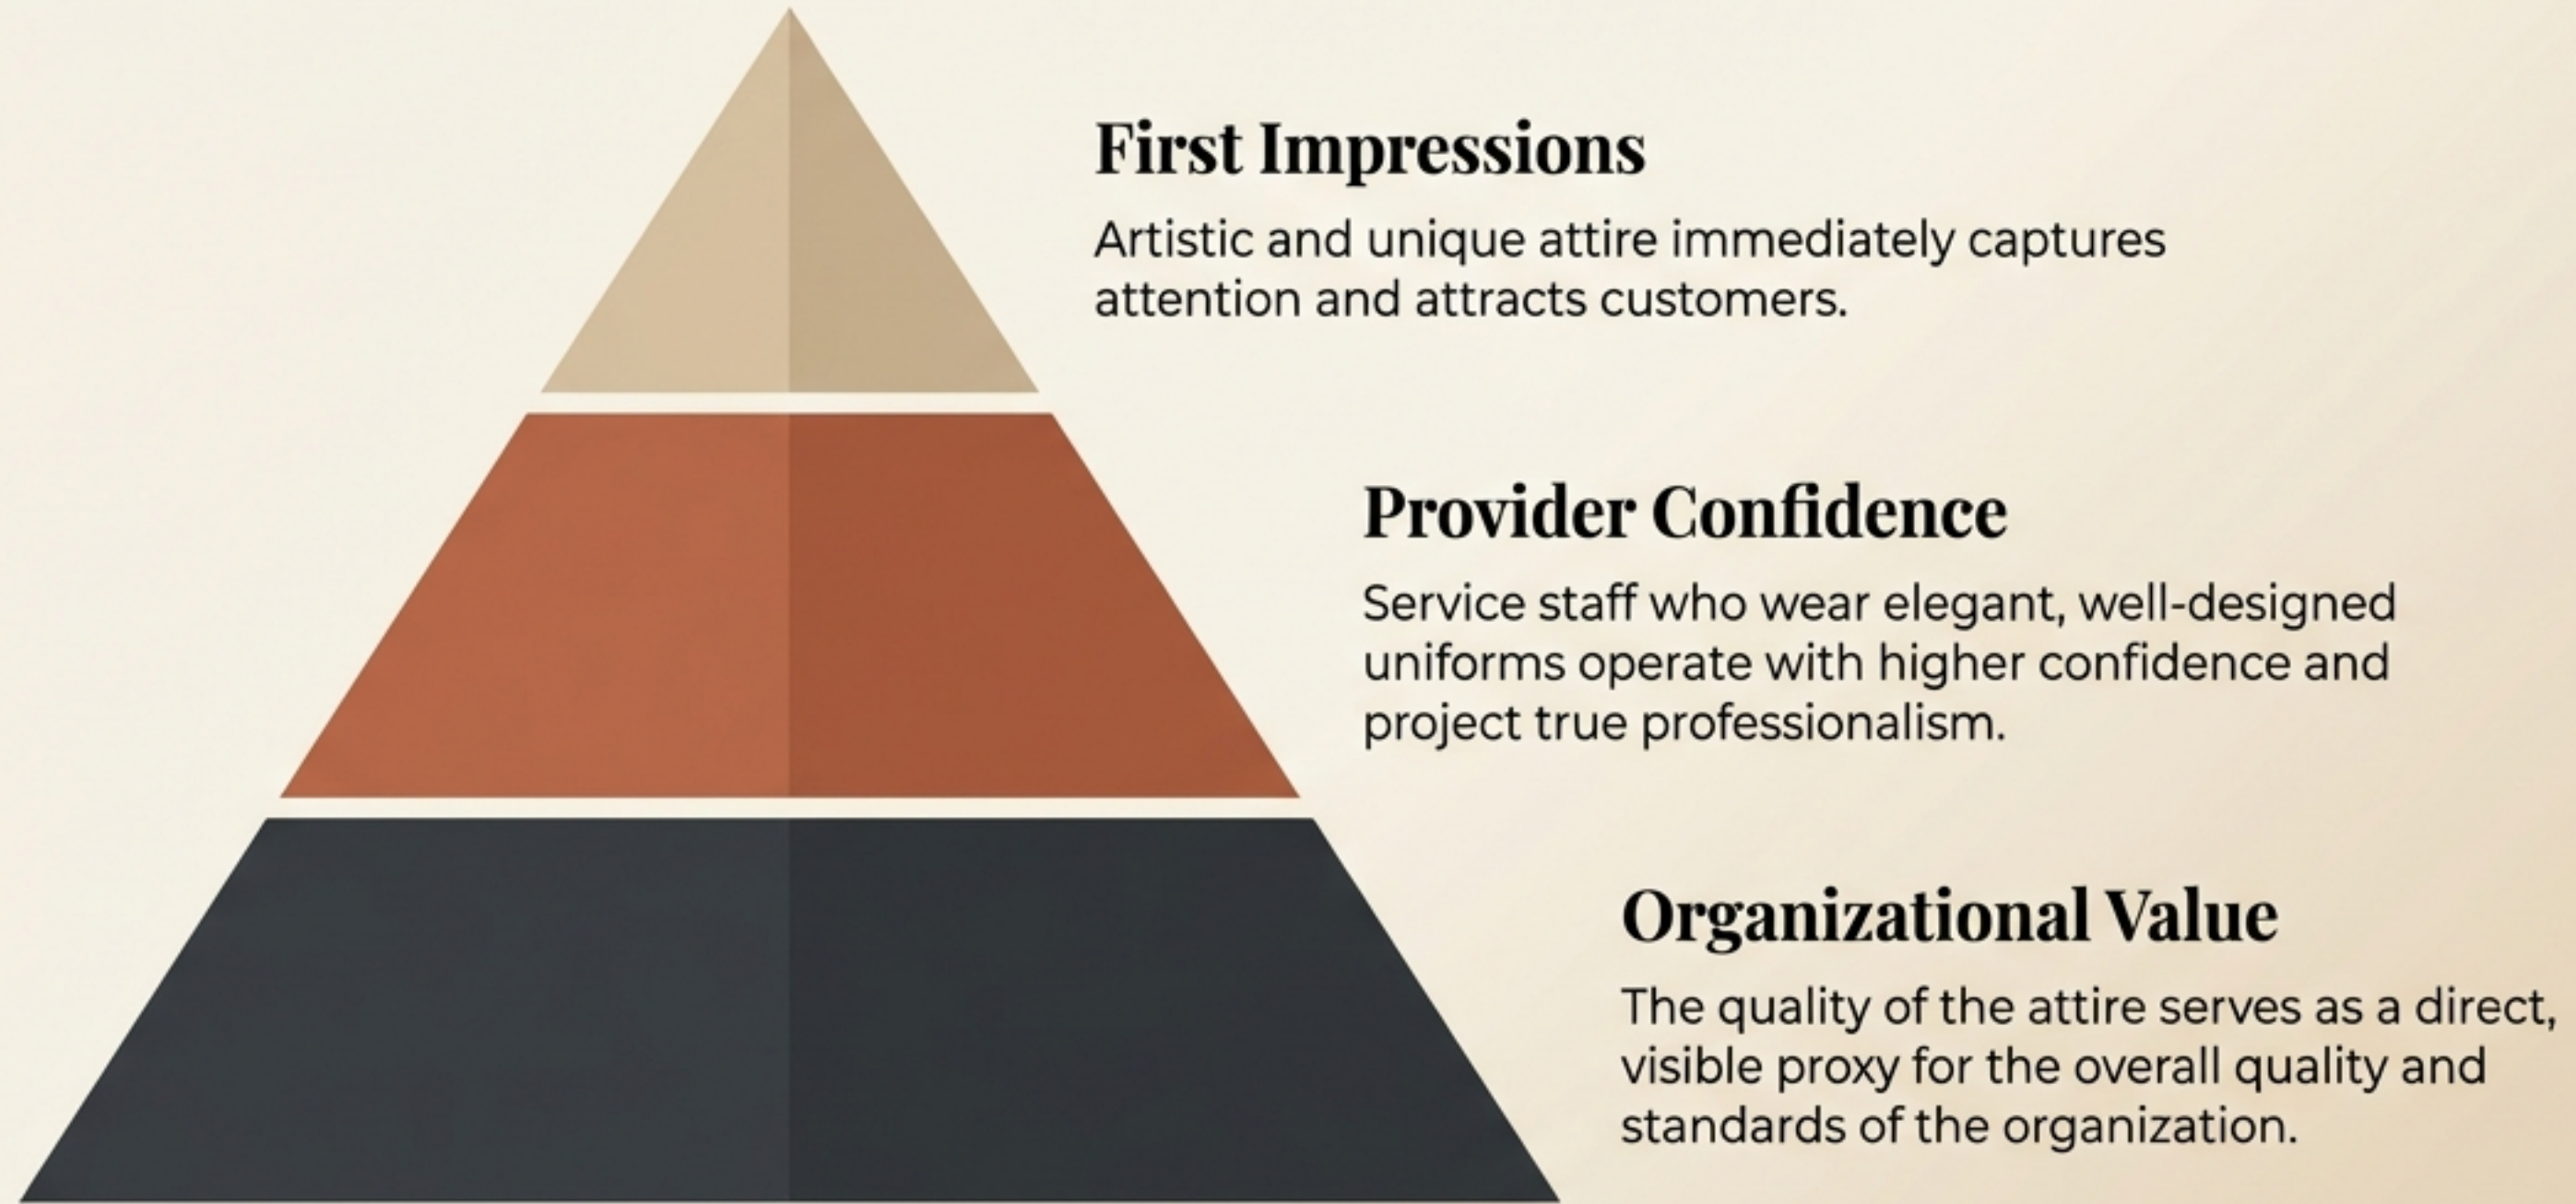 First Impressions
Artistic and unique attire immediately captures
attention and attracts customers.
Provider Confidence
Service staff who wear elegant, well-designed
uniforms operate with higher confidence and
project true professionalism.
Organizational Value
The quality of the attire serves as a direct,
visible proxy for the overall quality and
standards of the organization.